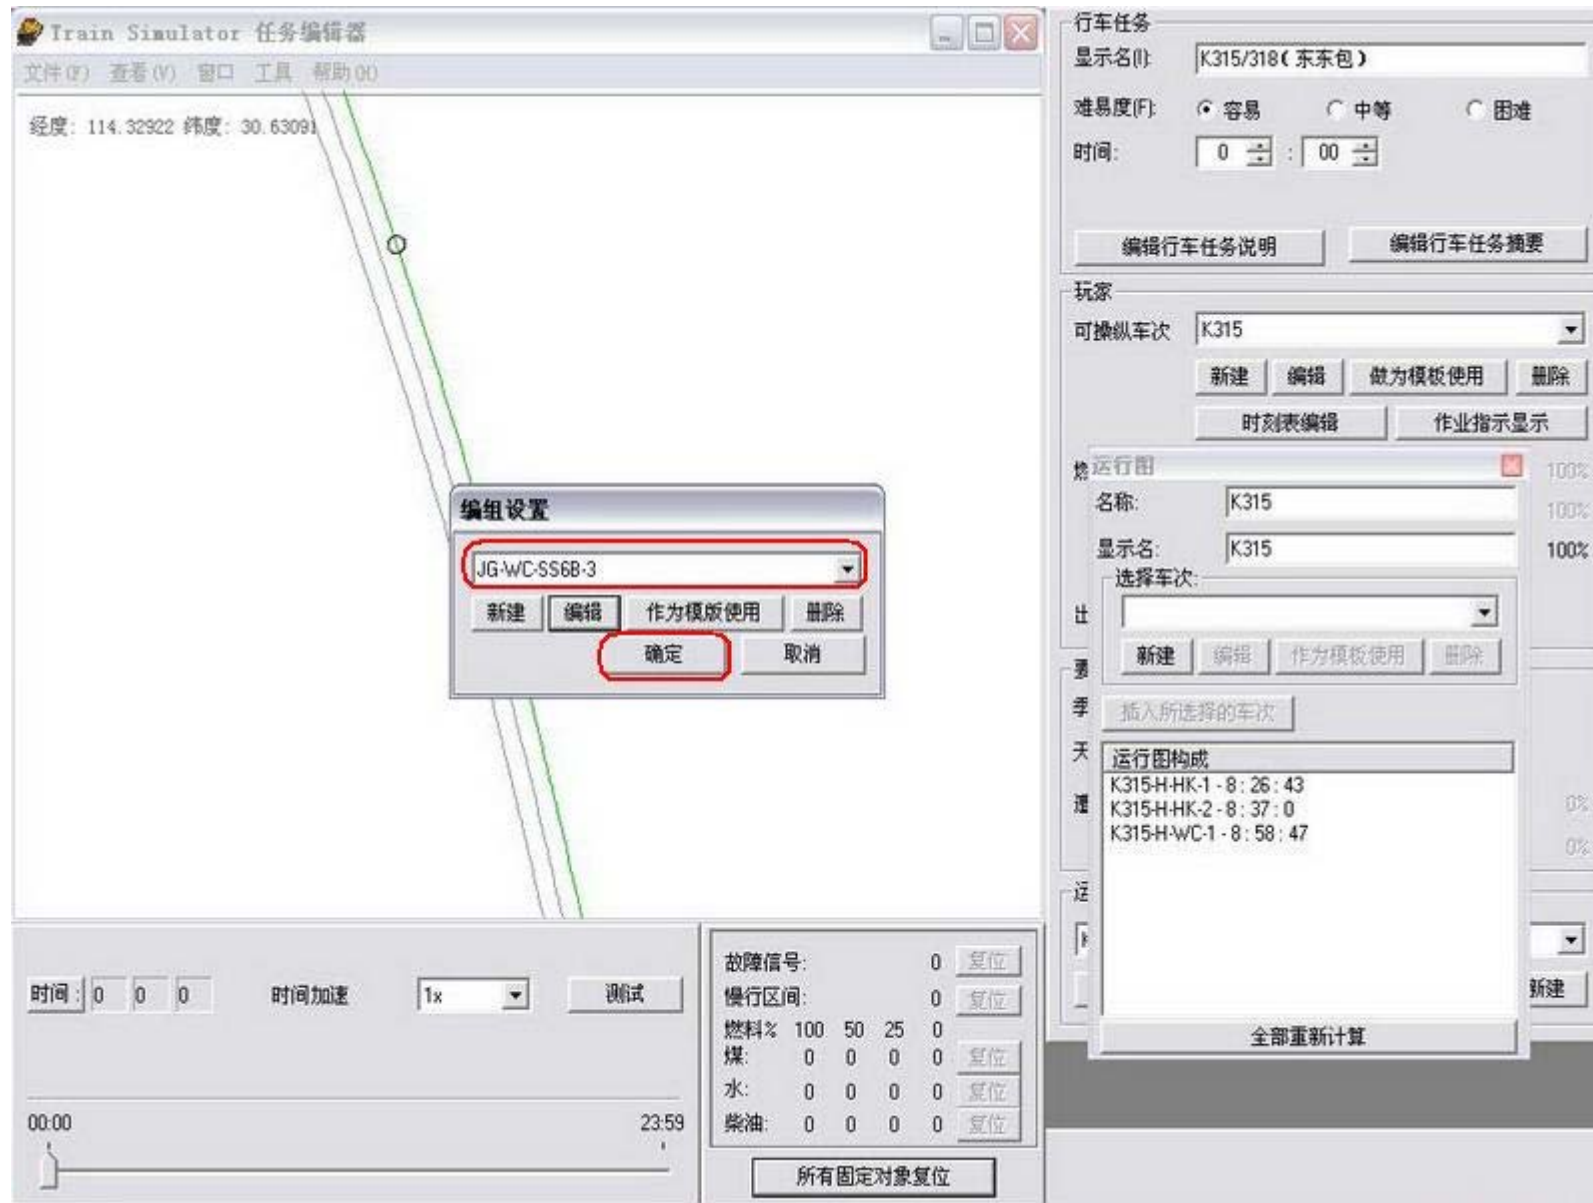 Train Simulator 任务编辑器
文件(F) 查看(V) 窗口 工具 帮助(H)
经度: 114.32922 纬度: 30.63091
编组设置
JG-WC-SS6B-3
新建 编辑 作为模版使用 删除
确定 取消
行车任务
显示名(I): K315/318(东东包)
难易度(F): 容易 中等 困难
时间: 0 : 00
编辑行车任务说明 编辑行车任务摘要
玩家
可操纵车次 K315
新建 编辑 做为模板使用 删除
时刻表编辑 作业指示显示
100%
100%
100%
运行图
名称: K315
显示名: K315
选择车次:
新建 编辑 作为模板使用 删除
季
插入所选择的车次
天
运行图构成
K315-H-HK-1 - 8 : 26 : 43
K315-H-HK-2 - 8 : 37 : 0
K315-H-WC-1 - 8 : 58 : 47
0%
0%
新建
全部重新计算
时间: 0 0 0 时间加速 1x 测试
00:00 23:59
故障信号: 0 复位
慢行区间: 0 复位
燃料% 100 50 25 0
煤: 0 0 0 0 复位
水: 0 0 0 0 复位
柴油: 0 0 0 0 复位
所有固定对象复位